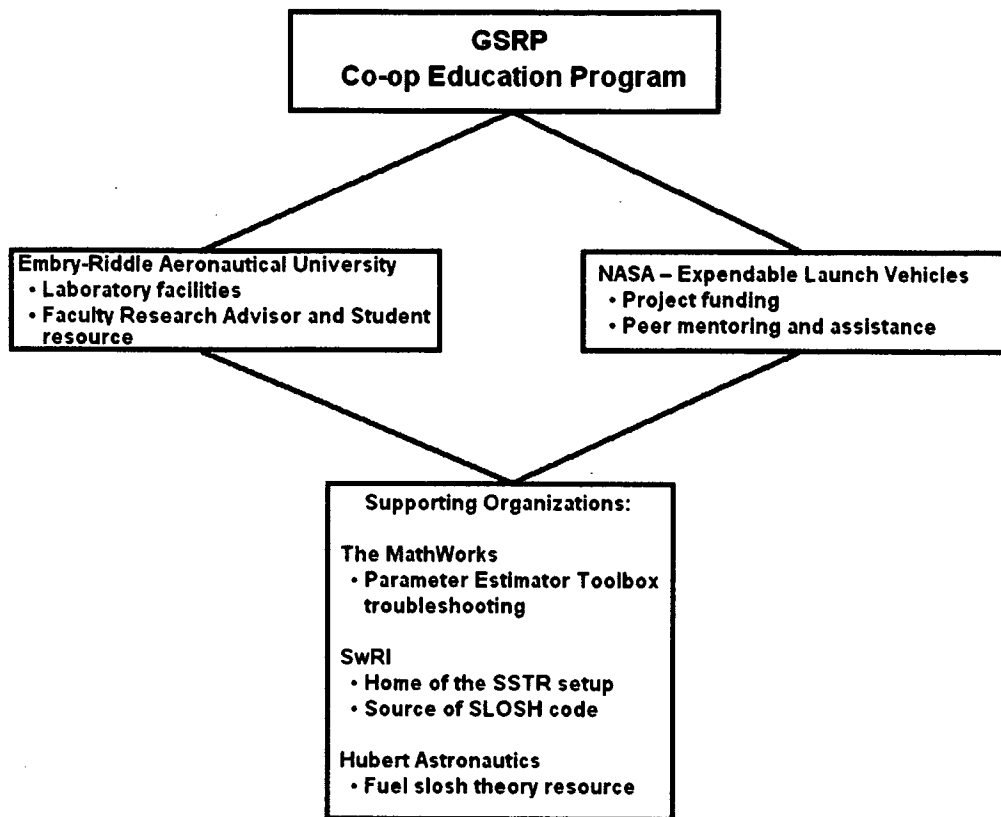 GSRP
Co-op Education Program
Embry-Riddle Aeronautical University
• Laboratory facilities
• Faculty Research Advisor and Student
resource
NASA – Expendable Launch Vehicles
• Project funding
• Peer mentoring and assistance
Supporting Organizations:
The MathWorks
• Parameter Estimator Toolbox
troubleshooting
SwRI
• Home of the SSTR setup
• Source of SLOSH code
Hubert Astronautics
• Fuel slosh theory resource